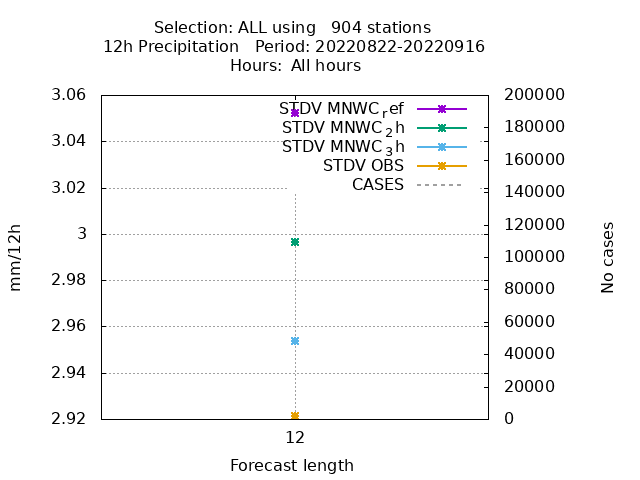 Selection: ALL using   904 stations
12h Precipitation   Period: 20220822-20220916
Hours:  All hours
3.06
3.04
3.02
3
2.98
2.96
2.94
2.92
200000
180000
160000
140000
120000
100000
80000
60000
40000
20000
0
STDV MNWC_ref
STDV MNWC_2h
STDV MNWC_3h
STDV OBS
CASES
mm/12h
No cases
12
Forecast length